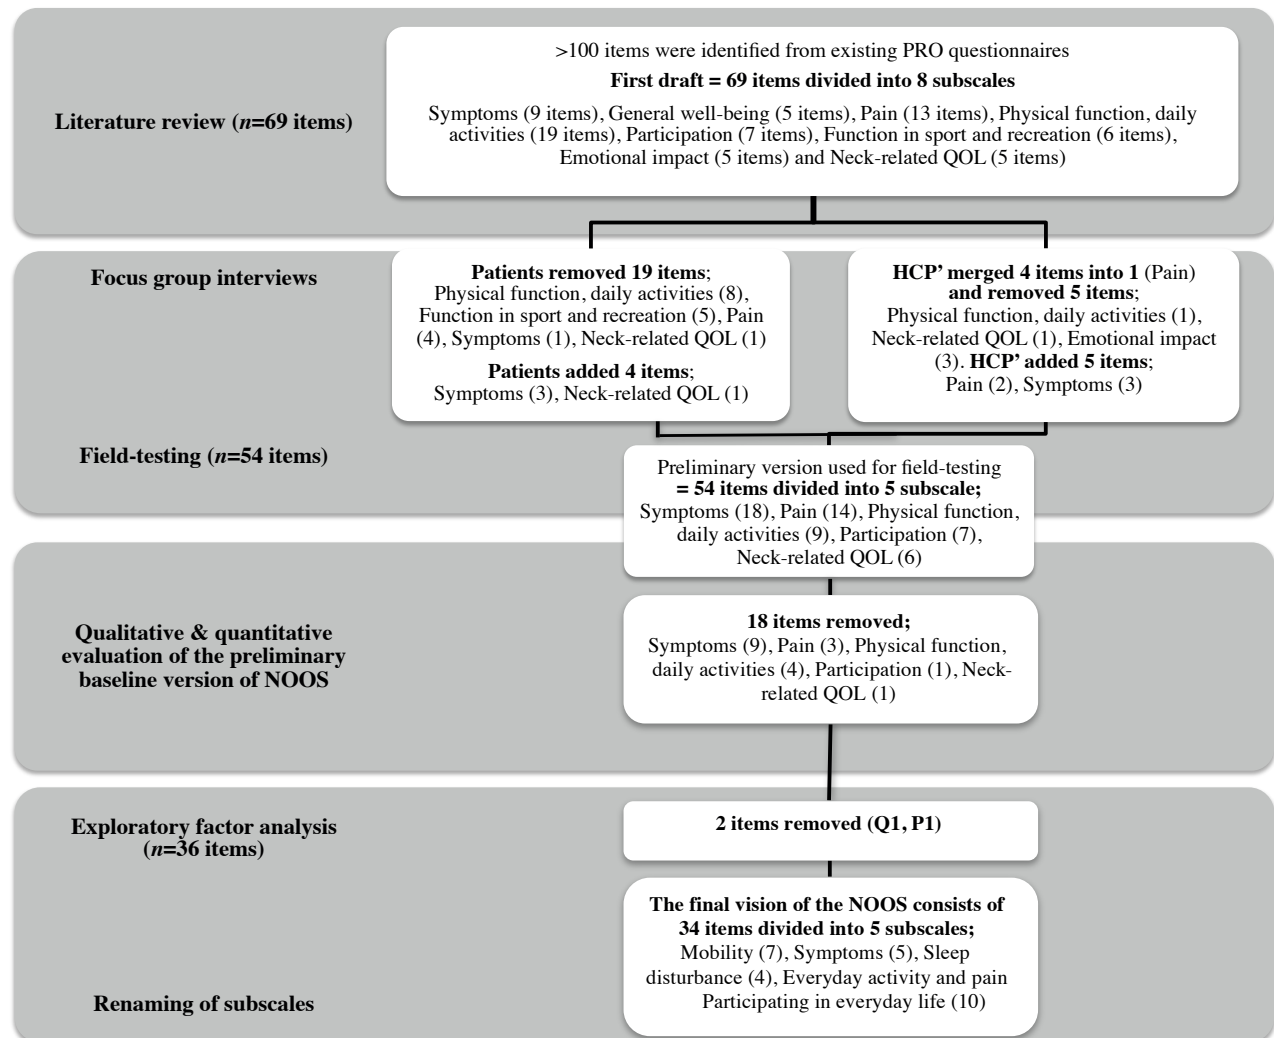 Literature review (n=69 items)
>100 items were identified from existing PRO questionnaires
First draft = 69 items divided into 8 subscales
Symptoms (9 items), General well-being (5 items), Pain (13 items), Physical function, daily
activities (19 items), Participation (7 items), Function in sport and recreation (6 items),
Emotional impact (5 items) and Neck-related QOL (5 items)
Focus group interviews
Patients removed 19 items;
Physical function, daily activities (8),
Function in sport and recreation (5), Pain
(4), Symptoms (1), Neck-related QOL (1)
Patients added 4 items;
Symptoms (3), Neck-related QOL (1)
HCP’ merged 4 items into 1 (Pain)
and removed 5 items;
Physical function, daily activities (1),
Neck-related QOL (1), Emotional impact
(3). HCP’ added 5 items;
Pain (2), Symptoms (3)
Field-testing (n=54 items)
Preliminary version used for field-testing
= 54 items divided into 5 subscale;
Symptoms (18), Pain (14), Physical function,
daily activities (9), Participation (7),
Neck-related QOL (6)
Qualitative & quantitative
evaluation of the preliminary
baseline version of NOOS
18 items removed;
Symptoms (9), Pain (3), Physical function,
daily activities (4), Participation (1), Neck-
related QOL (1)
Exploratory factor analysis
(n=36 items)
2 items removed (Q1, P1)
The final vision of the NOOS consists of
34 items divided into 5 subscales;
Mobility (7), Symptoms (5), Sleep
disturbance (4), Everyday activity and pain
Participating in everyday life (10)
Renaming of subscales